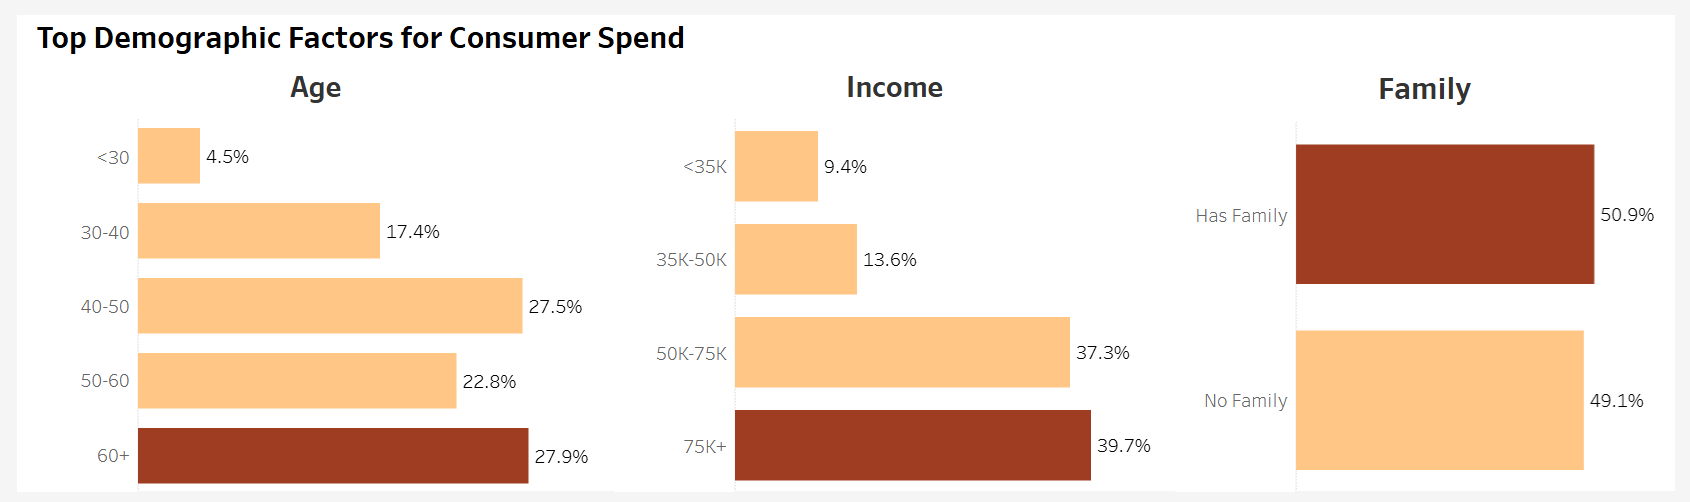 Top Demographic Factors for Consumer Spend
Age
<30 4.5%
30-40 17.4%
40-50 27.5%
50-60 22.8%
60+ 27.9%
Income
<35K 9.4%
35K-50K 13.6%
50K-75K 37.3%
75K+ 39.7%
Family
Has Family 50.9%
No Family 49.1%